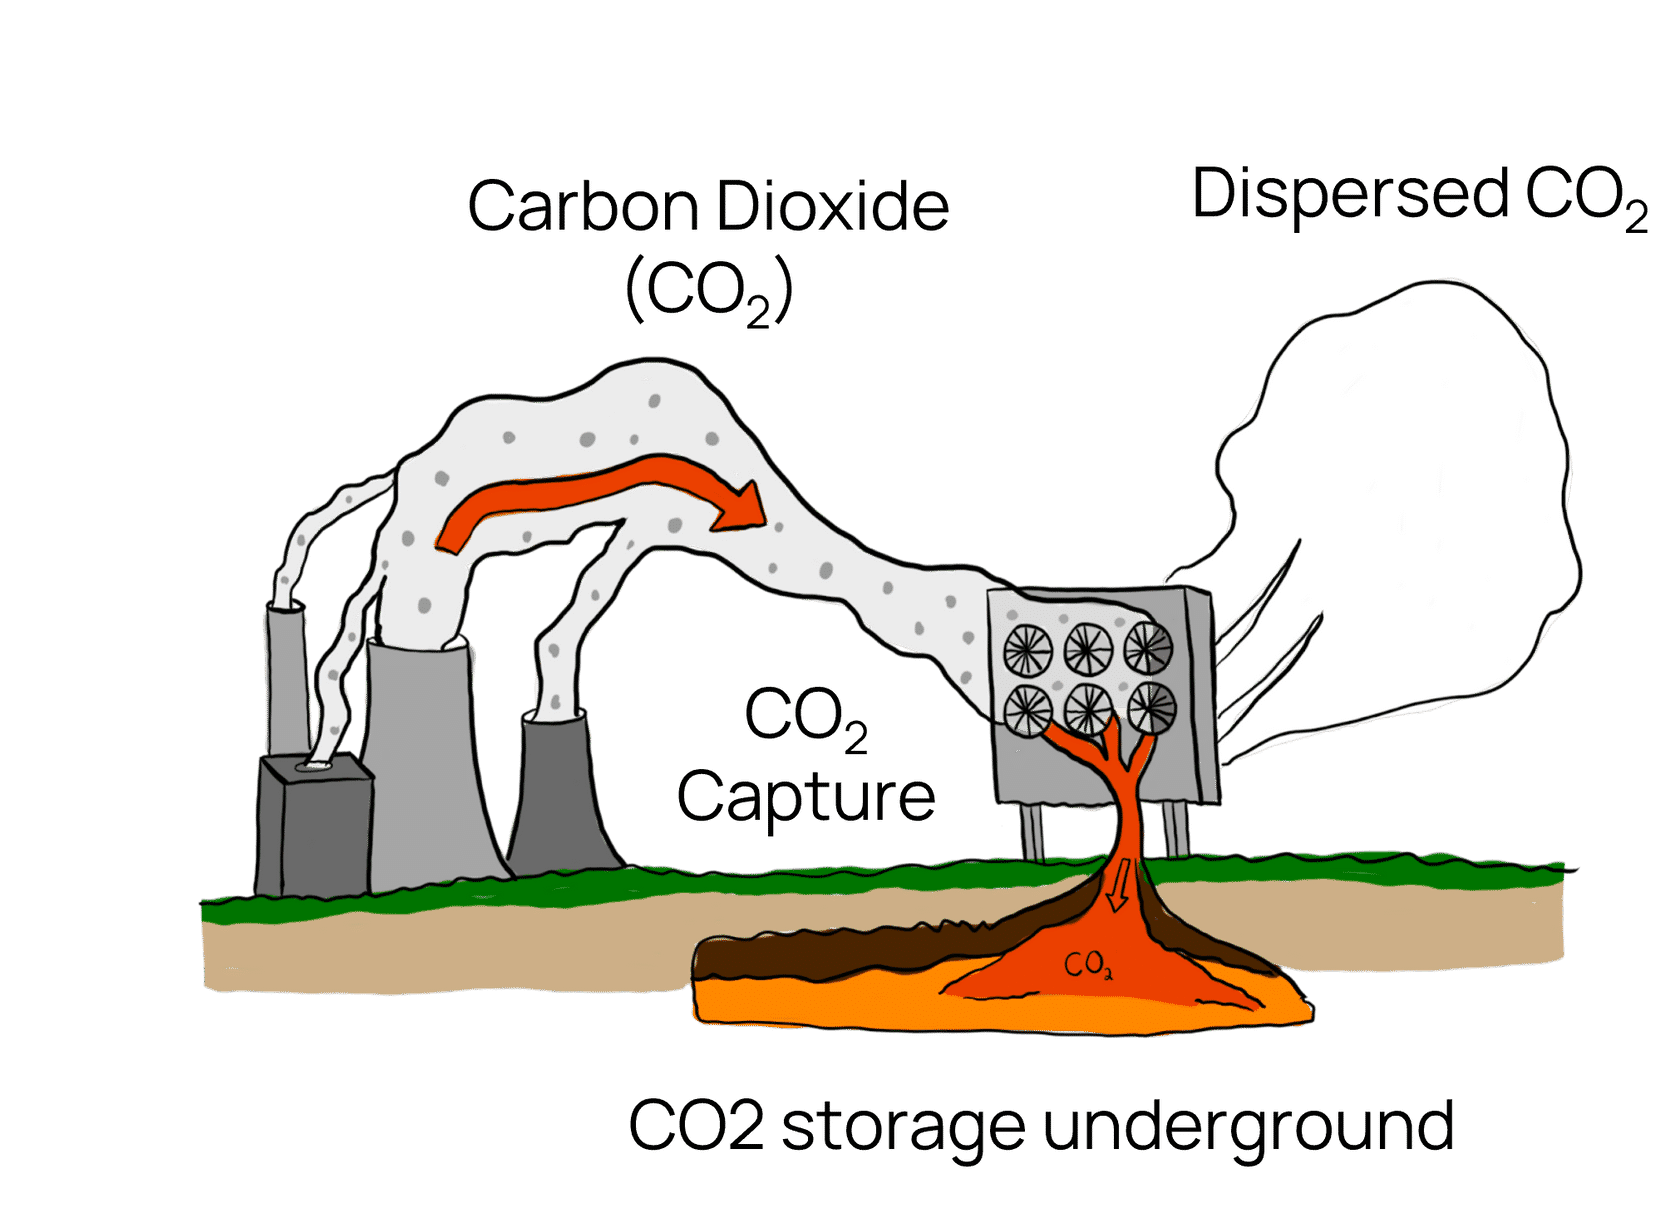 Carbon Dioxide
(CO₂)
Dispersed CO₂
CO₂
Capture
CO₂
CO2 storage underground